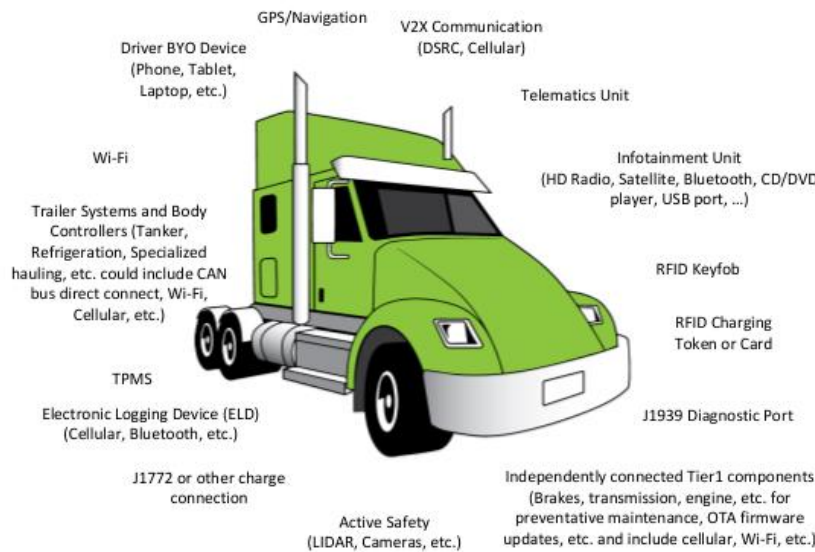 GPS/Navigation
V2X Communication
(DSRC, Cellular)
Driver BYO Device
(Phone, Tablet,
Laptop, etc.)
Telematics Unit
Wi-Fi
Infotainment Unit
(HD Radio, Satellite, Bluetooth, CD/DVD
player, USB port, ...)
Trailer Systems and Body
Controllers (Tanker,
Refrigeration, Specialized
hauling, etc. could include CAN
bus direct connect, Wi-Fi,
Cellular, etc.)
RFID Keyfob
RFID Charging
Token or Card
TPMS
Electronic Logging Device (ELD)
(Cellular, Bluetooth, etc.)
J1939 Diagnostic Port
J1772 or other charge
connection
Independently connected Tier1 components
(Brakes, transmission, engine, etc. for
preventative maintenance, OTA firmware
updates, etc. and include cellular, Wi-Fi, etc.)
Active Safety
(LIDAR, Cameras, etc.)